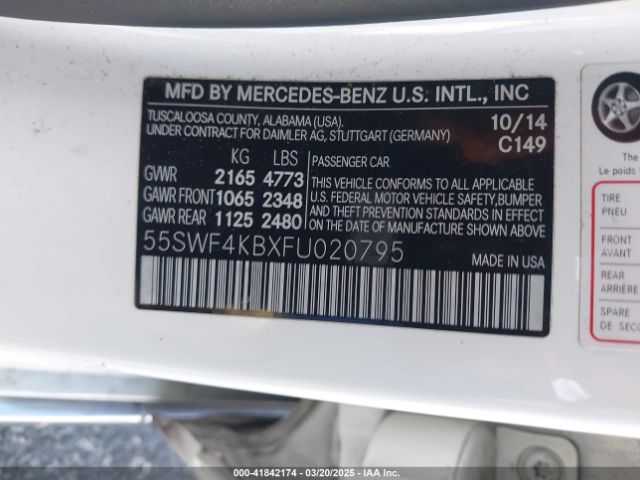 MFD BY MERCEDES-BENZ U.S. INTL., INC
TUSCALOOSA COUNTY, ALABAMA (USA). 10/14
UNDER CONTRACT FOR DAIMLER AG, STUTTGART (GERMANY) C149
KG LBS
GVWR 2165 4773
GAWR FRONT 1065 2348
GAWR REAR 1125 2480
PASSENGER CAR
THIS VEHICLE CONFORMS TO ALL APPLICABLE
U.S. FEDERAL MOTOR VEHICLE SAFETY,BUMPER
AND THEFT PREVENTION STANDARDS IN EFFECT
ON THE DATE OF MANUFACTURE SHOWN ABOVE
55SWF4KBXFU020795
MADE IN USA
The
Le poids
TIRE
PNEU
FRONT
AVANT
REAR
ARRIÈRE
SPARE
DE SECO
000-41842174 | 03/20/2025 — IAA Inc.